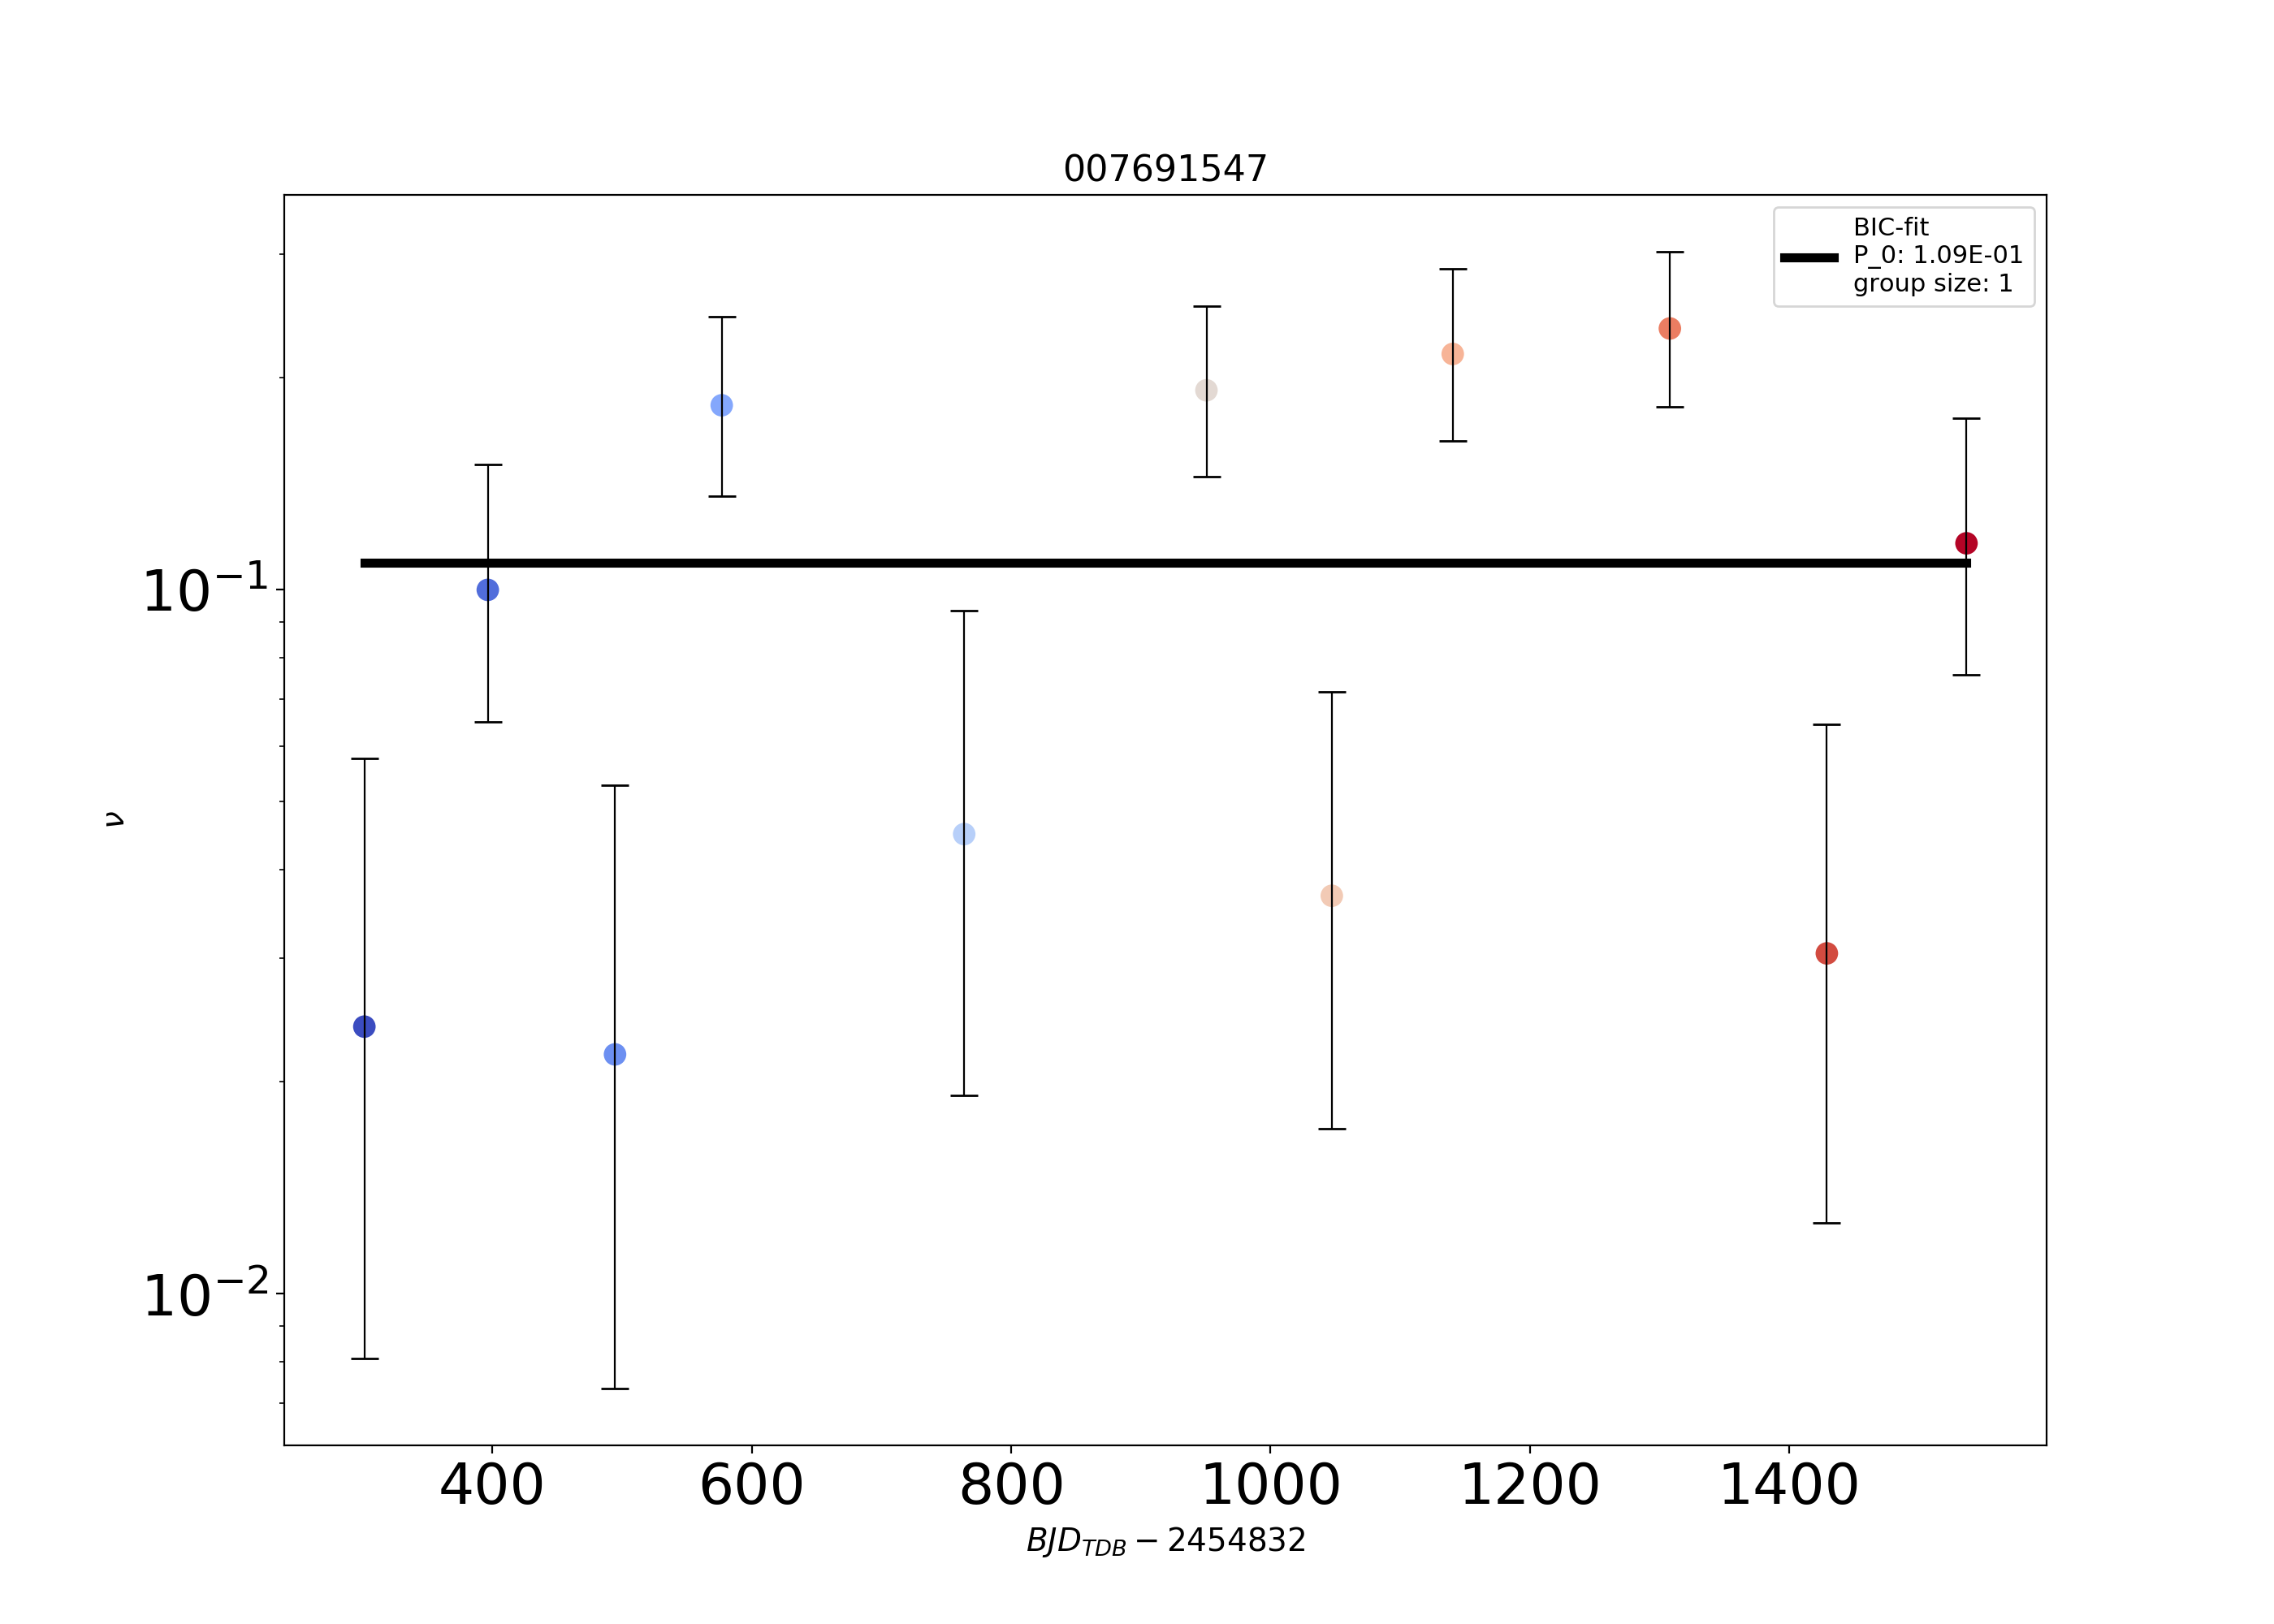 007691547
BIC-fit
P_0: 1.09E-01
group size: 1
10⁻¹
ν
10⁻²
400 600 800 1000 1200 1400
BJD_TDB − 2454832